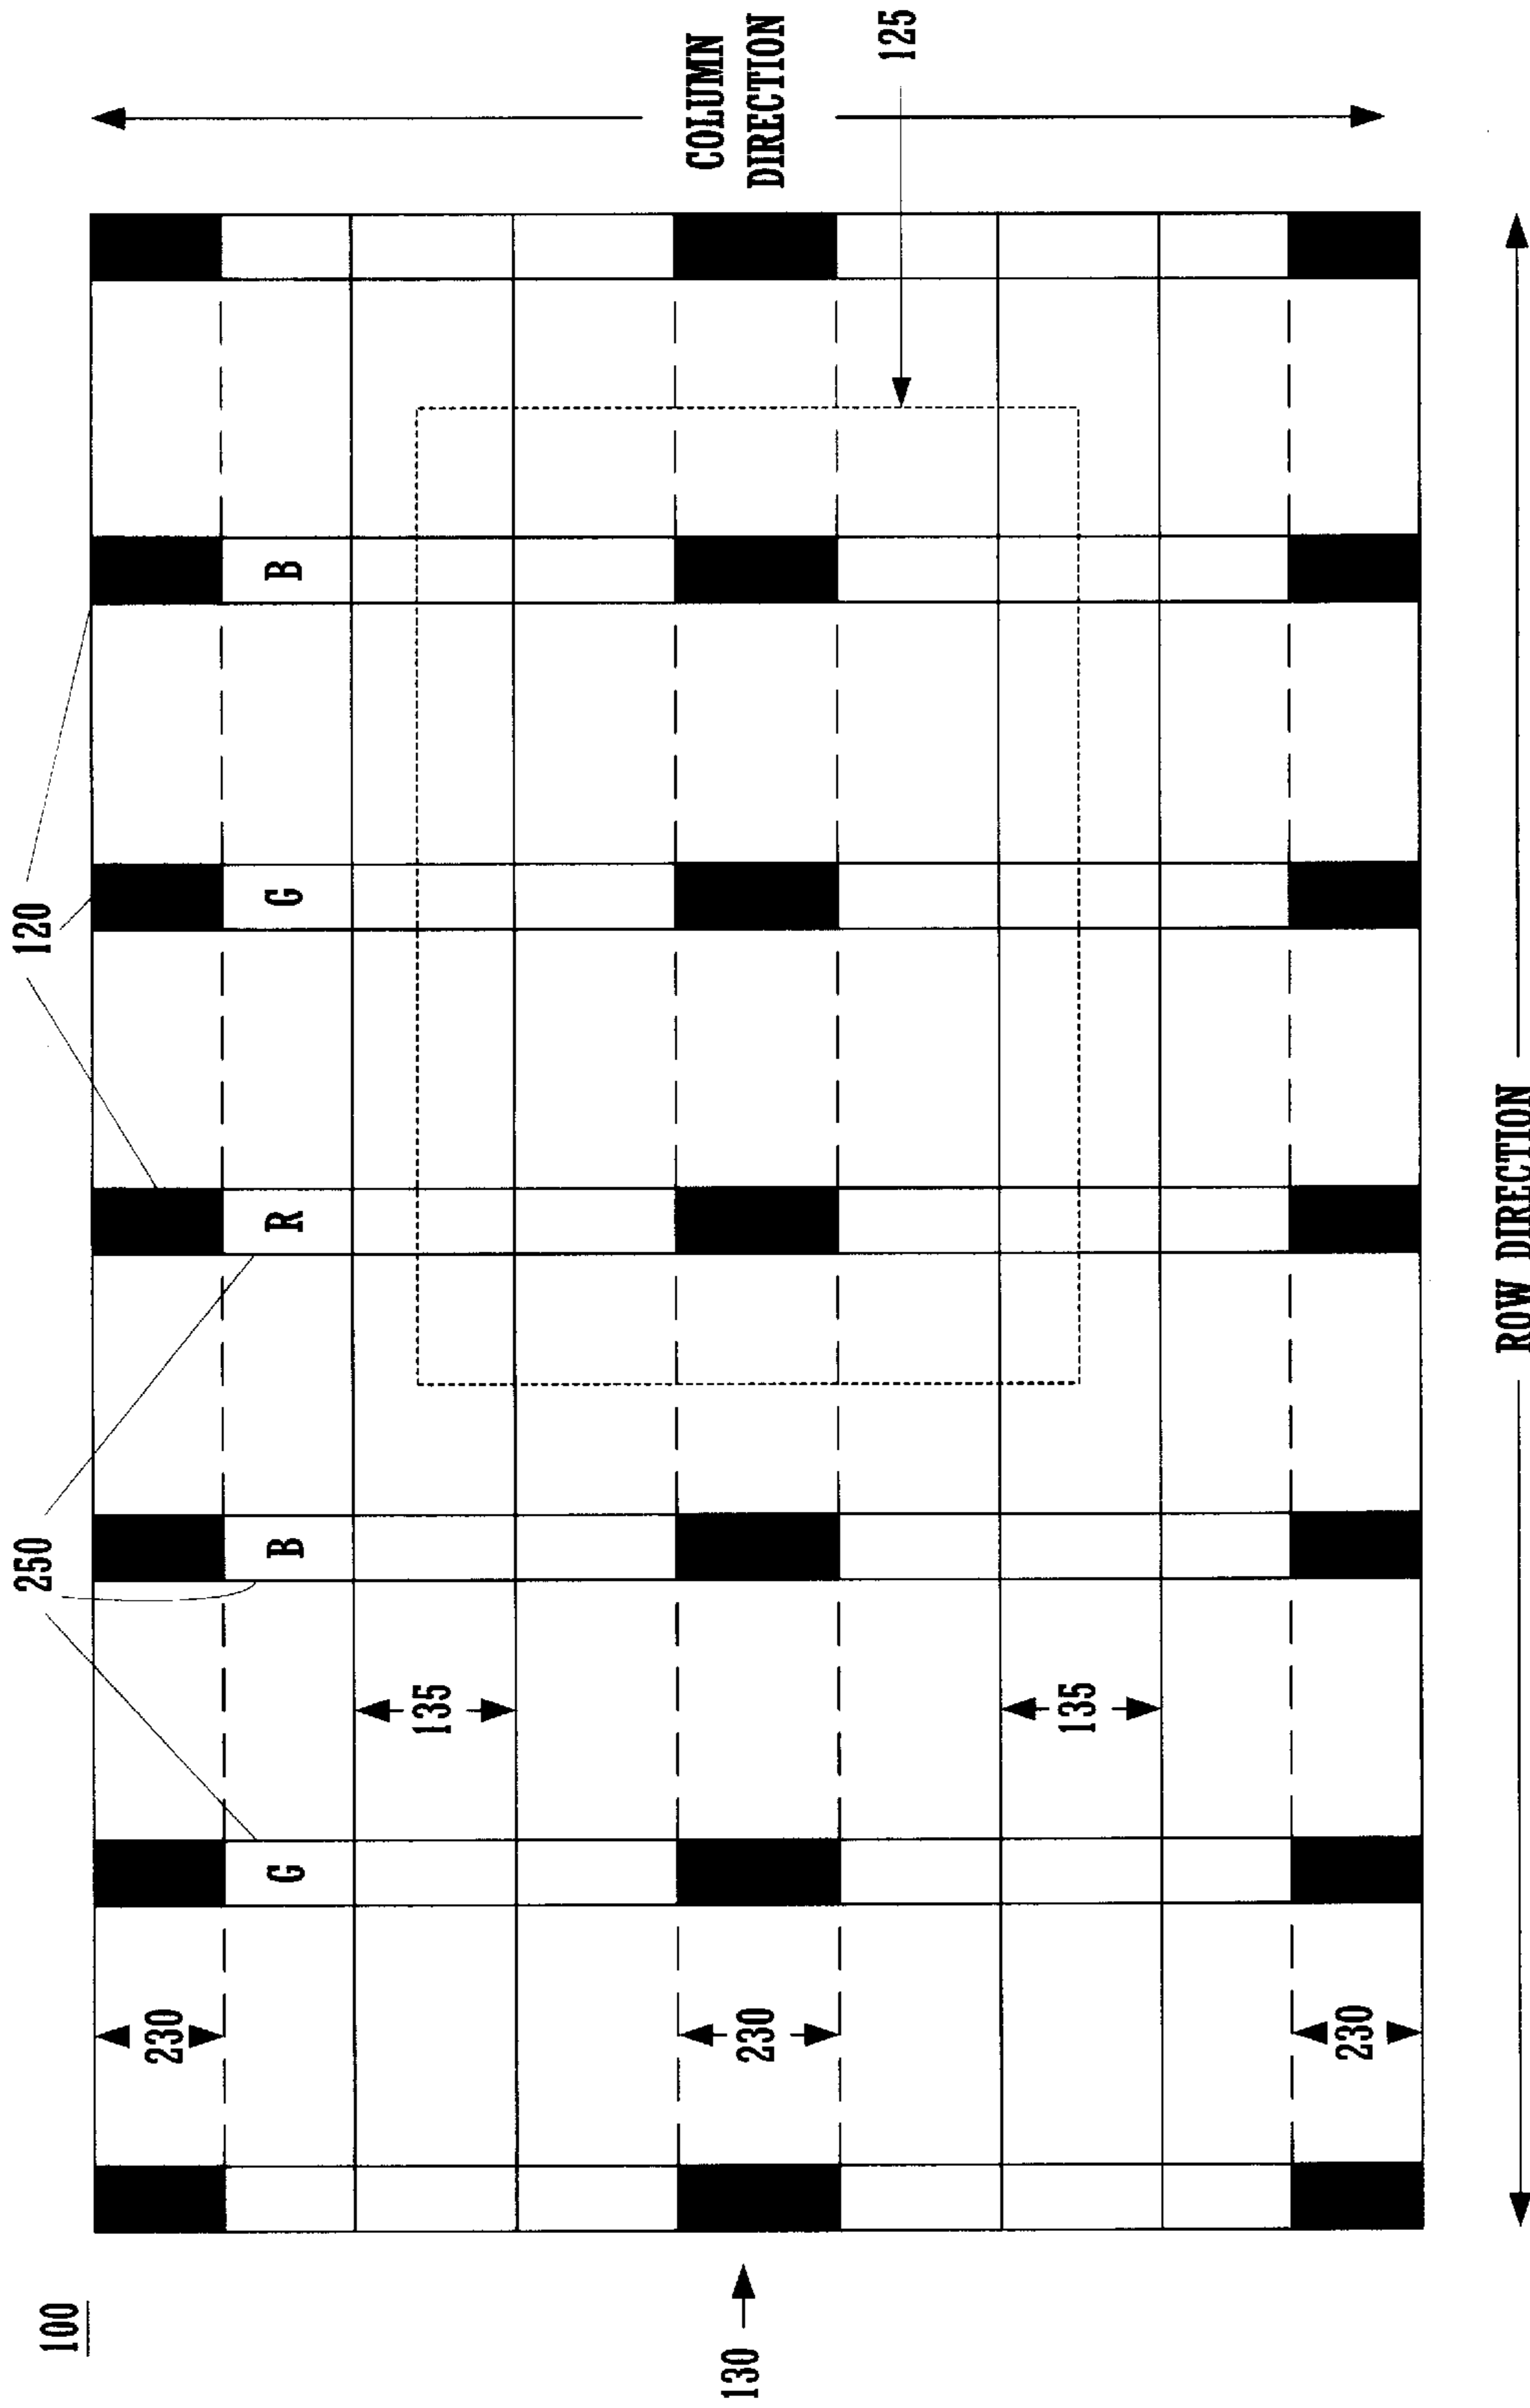 100
250
120
230
G B R G B
135
130
230
COLUMN
DIRECTION
125
135
230
ROW DIRECTION